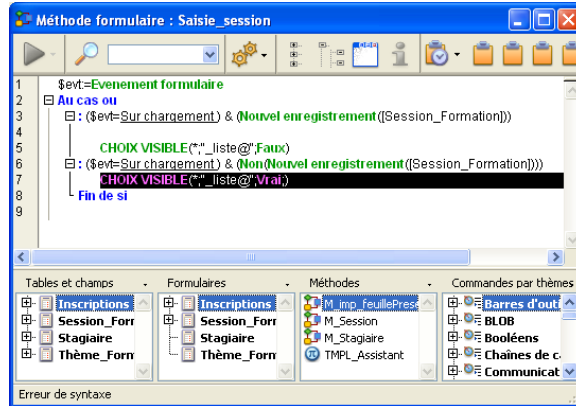 Méthode formulaire : Saisie_session
1 $evt:=Evenement formulaire
2 Au cas ou
3 : ($evt=Sur chargement ) & (Nouvel enregistrement([Session_Formation]))
4
5 CHOIX VISIBLE(*;"_liste@";Faux)
6 : ($evt=Sur chargement ) & (Non(Nouvel enregistrement([Session_Formation])))
7 CHOIX VISIBLE(*;"_liste@";Vrai;)
8 Fin de si
9
Tables et champs Formulaires Méthodes Commandes par thèmes
Inscriptions Inscriptions M_imp_feuillePrese Barres d'outi
Session_Forr Session_Forr M_Session BLOB
Stagiaire Stagiaire M_Stagiaire Booléens
Thème_Forn Thème_Forn TMPL_Assistant Chaînes de c
Communicat
Erreur de syntaxe